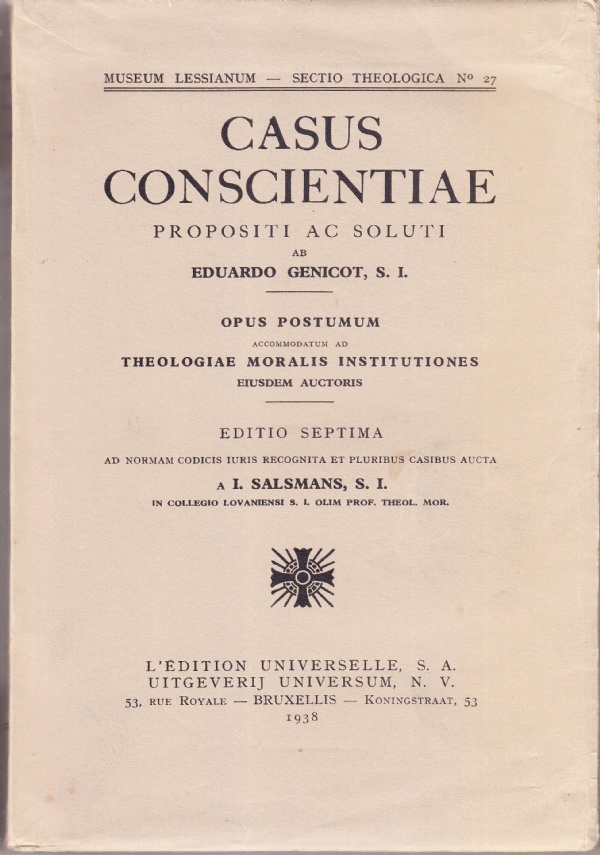 MUSEUM LESSIANUM — SECTIO THEOLOGICA Nº 27
CASUS
CONSCIENTIAE
PROPOSITI AC SOLUTI
AB
EDUARDO GENICOT, S. I.
OPUS POSTUMUM
ACCOMMODATUM AD
THEOLOGIAE MORALIS INSTITUTIONES
EIUSDEM AUCTORIS
EDITIO SEPTIMA
AD NORMAM CODICIS IURIS RECOGNITA ET PLURIBUS CASIBUS AUCTA
A I. SALSMANS, S. I.
IN COLLEGIO LOVANIENSI S. I. OLIM PROF. THEOL. MOR.
L'ÉDITION UNIVERSELLE, S. A.
UITGEVERIJ UNIVERSUM, N. V.
53, RUE ROYALE — BRUXELLIS — KONINGSTRAAT, 53
1938